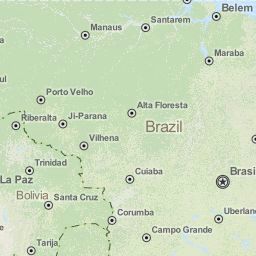 Belem
Santarem
Manaus
Maraba
Porto Velho
Alta Floresta
Riberalta
Ji-Parana
Brazil
Vilhena
Trinidad
Cuiaba
La Paz
Brasi
Bolivia
Santa Cruz
Corumba
Uberlan
Campo Grande
Tarija